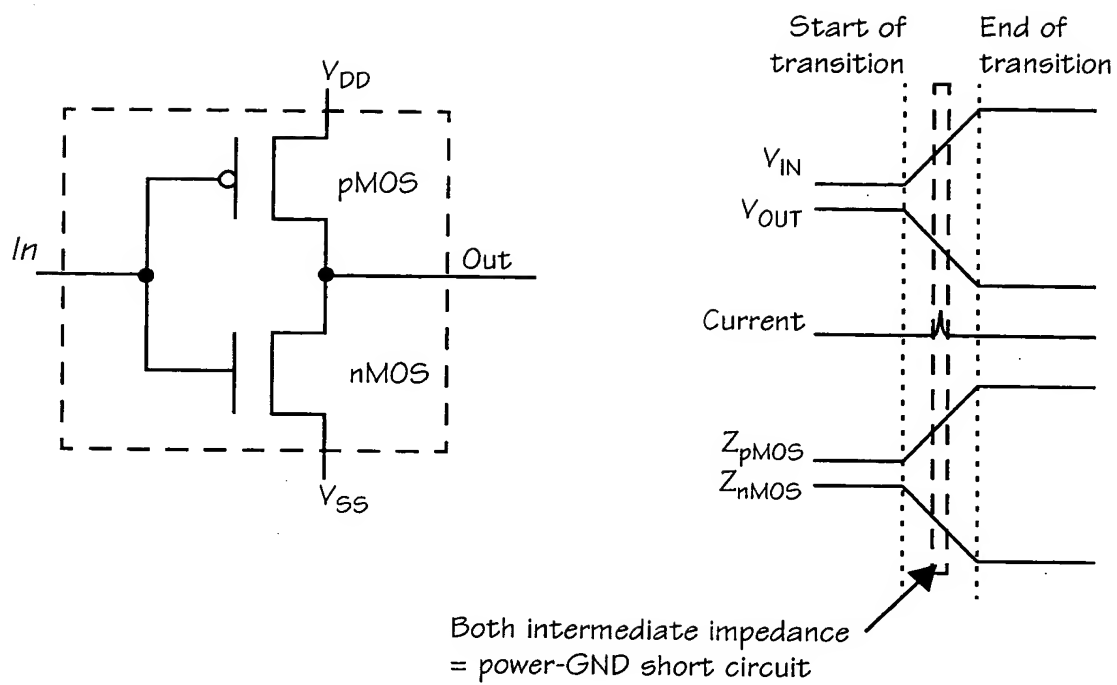 V_DD
pMOS
In
Out
nMOS
V_SS
Start of
transition
End of
transition
V_IN
V_OUT
Current
Z_pMOS
Z_nMOS
Both intermediate impedance
= power-GND short circuit